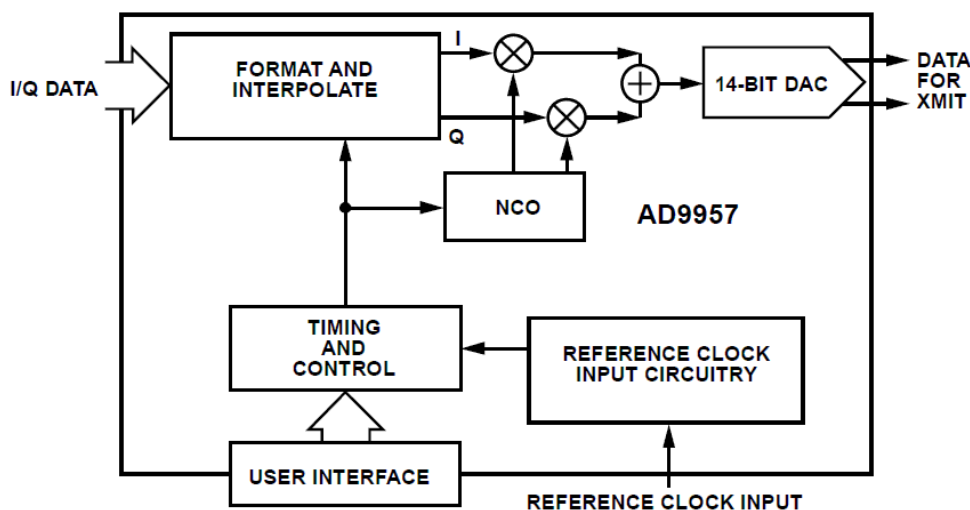 I/Q DATA
FORMAT AND
INTERPOLATE
I
Q
14-BIT DAC
DATA
FOR
XMIT
NCO
AD9957
TIMING
AND
CONTROL
REFERENCE CLOCK
INPUT CIRCUITRY
USER INTERFACE
REFERENCE CLOCK INPUT